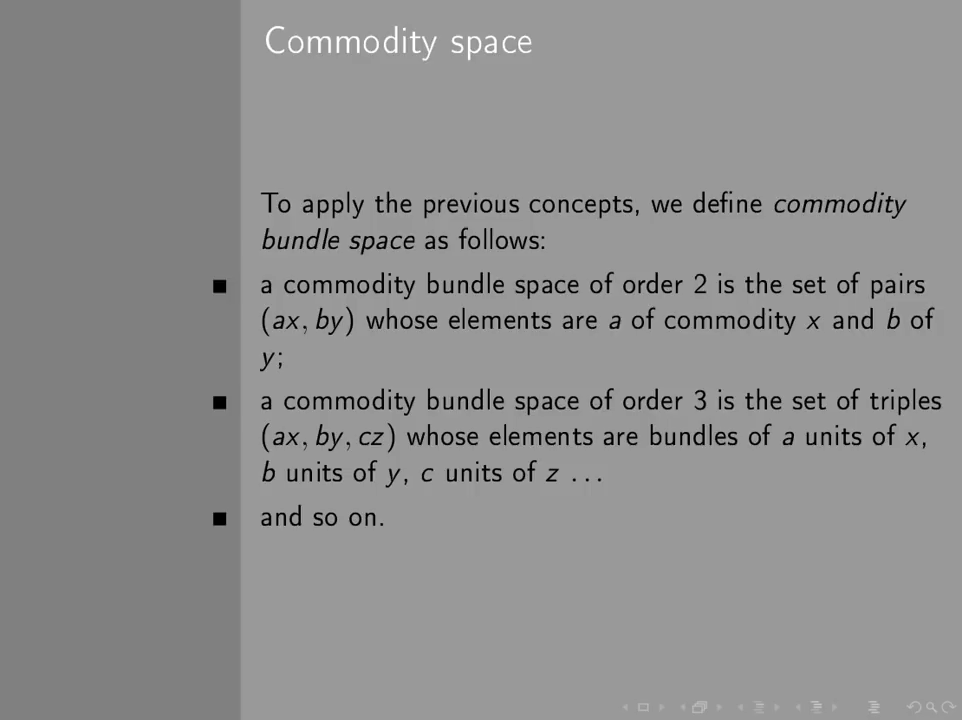 Commodity space
To apply the previous concepts, we define commodity
bundle space as follows:
■ a commodity bundle space of order 2 is the set of pairs
(ax, by) whose elements are a of commodity x and b of
y;
■ a commodity bundle space of order 3 is the set of triples
(ax, by, cz) whose elements are bundles of a units of x,
b units of y, c units of z ...
■ and so on.